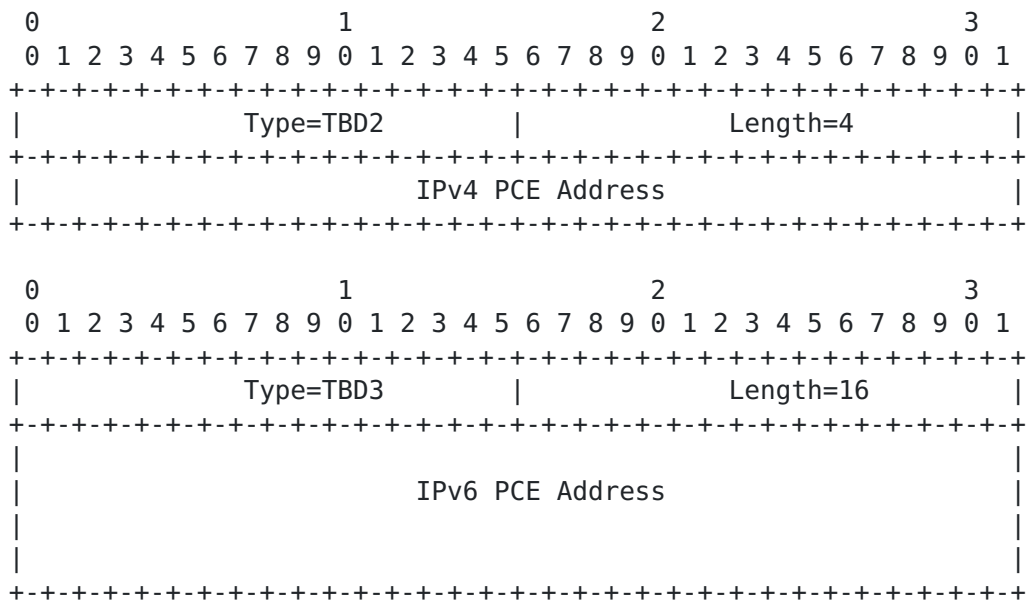 0                   1                   2                   3
 0 1 2 3 4 5 6 7 8 9 0 1 2 3 4 5 6 7 8 9 0 1 2 3 4 5 6 7 8 9 0 1
+-+-+-+-+-+-+-+-+-+-+-+-+-+-+-+-+-+-+-+-+-+-+-+-+-+-+-+-+-+-+-+-+
|              Type=TBD2        |             Length=4          |
+-+-+-+-+-+-+-+-+-+-+-+-+-+-+-+-+-+-+-+-+-+-+-+-+-+-+-+-+-+-+-+-+
|                         IPv4 PCE Address                      |
+-+-+-+-+-+-+-+-+-+-+-+-+-+-+-+-+-+-+-+-+-+-+-+-+-+-+-+-+-+-+-+-+

 0                   1                   2                   3
 0 1 2 3 4 5 6 7 8 9 0 1 2 3 4 5 6 7 8 9 0 1 2 3 4 5 6 7 8 9 0 1
+-+-+-+-+-+-+-+-+-+-+-+-+-+-+-+-+-+-+-+-+-+-+-+-+-+-+-+-+-+-+-+-+
|              Type=TBD3        |             Length=16         |
+-+-+-+-+-+-+-+-+-+-+-+-+-+-+-+-+-+-+-+-+-+-+-+-+-+-+-+-+-+-+-+-+
|                                                               |
|                         IPv6 PCE Address                      |
|                                                               |
|                                                               |
+-+-+-+-+-+-+-+-+-+-+-+-+-+-+-+-+-+-+-+-+-+-+-+-+-+-+-+-+-+-+-+-+